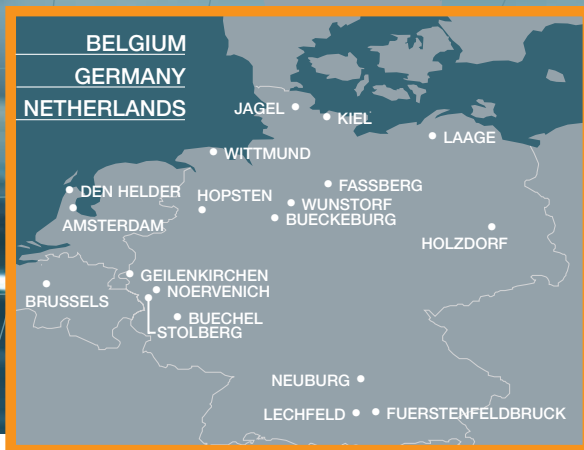 BELGIUM
GERMANY
NETHERLANDS
JAGEL
KIEL
LAAGE
WITTMUND
DEN HELDER
HOPSTEN
FASSBERG
WUNSTORF
AMSTERDAM
BUECKEBURG
HOLZDORF
GEILENKIRCHEN
NOERVENICH
BRUSSELS
BUECHEL
STOLBERG
NEUBURG
LECHFELD
FUERSTENFELDBRUCK